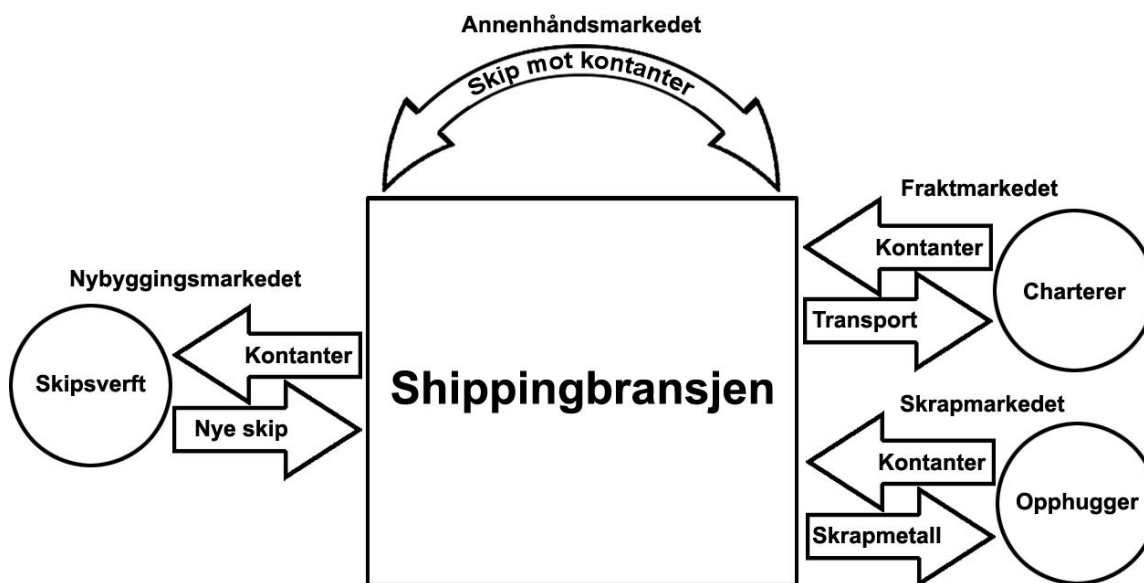 Annenhåndsmarkedet
Skip mot kontanter
Fraktmarkedet
Kontanter
Transport
Charterer
Nybyggingsmarkedet
Kontanter
Skipsverft
Nye skip
Shippingbransjen
Skrapmarkedet
Kontanter
Opphugger
Skrapmetall